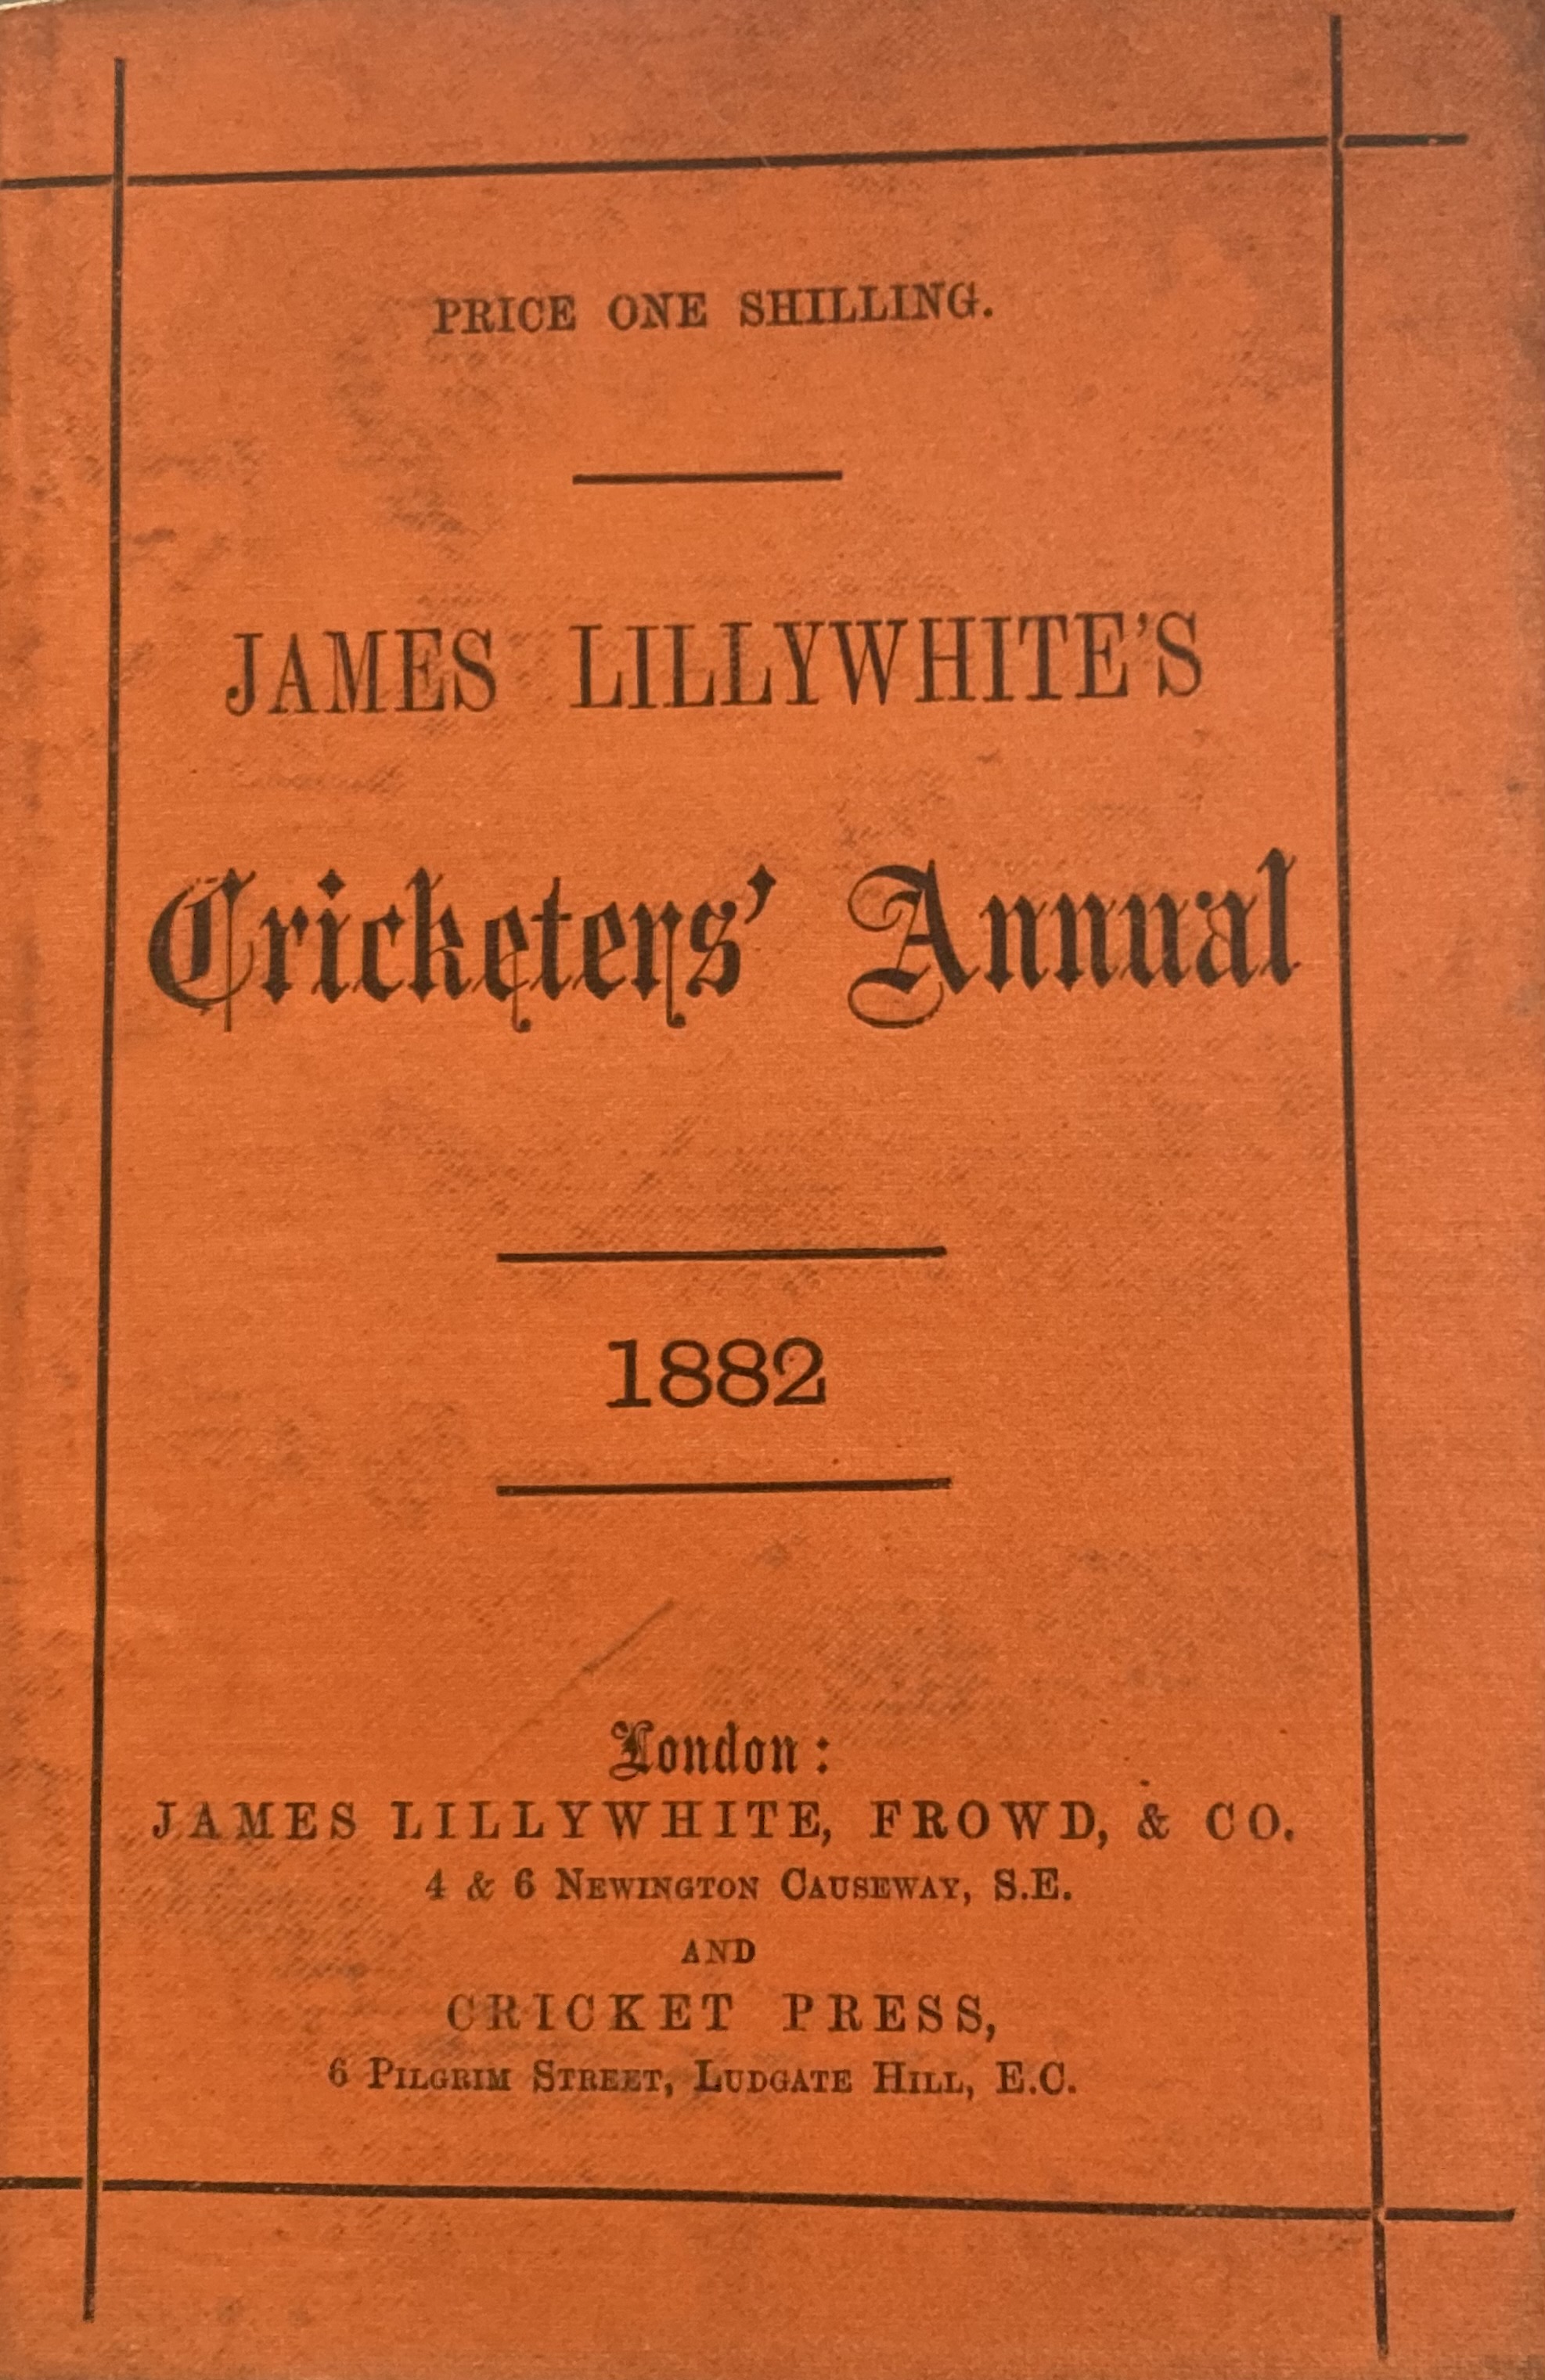 PRICE ONE SHILLING.
JAMES LILLYWHITE'S
Cricketers' Annual
1882
London:
JAMES LILLYWHITE, FROWD, & CO.
4 & 6 NEWINGTON CAUSEWAY, S.E.
AND
CRICKET PRESS,
6 PILGRIM STREET, LUDGATE HILL, E.C.